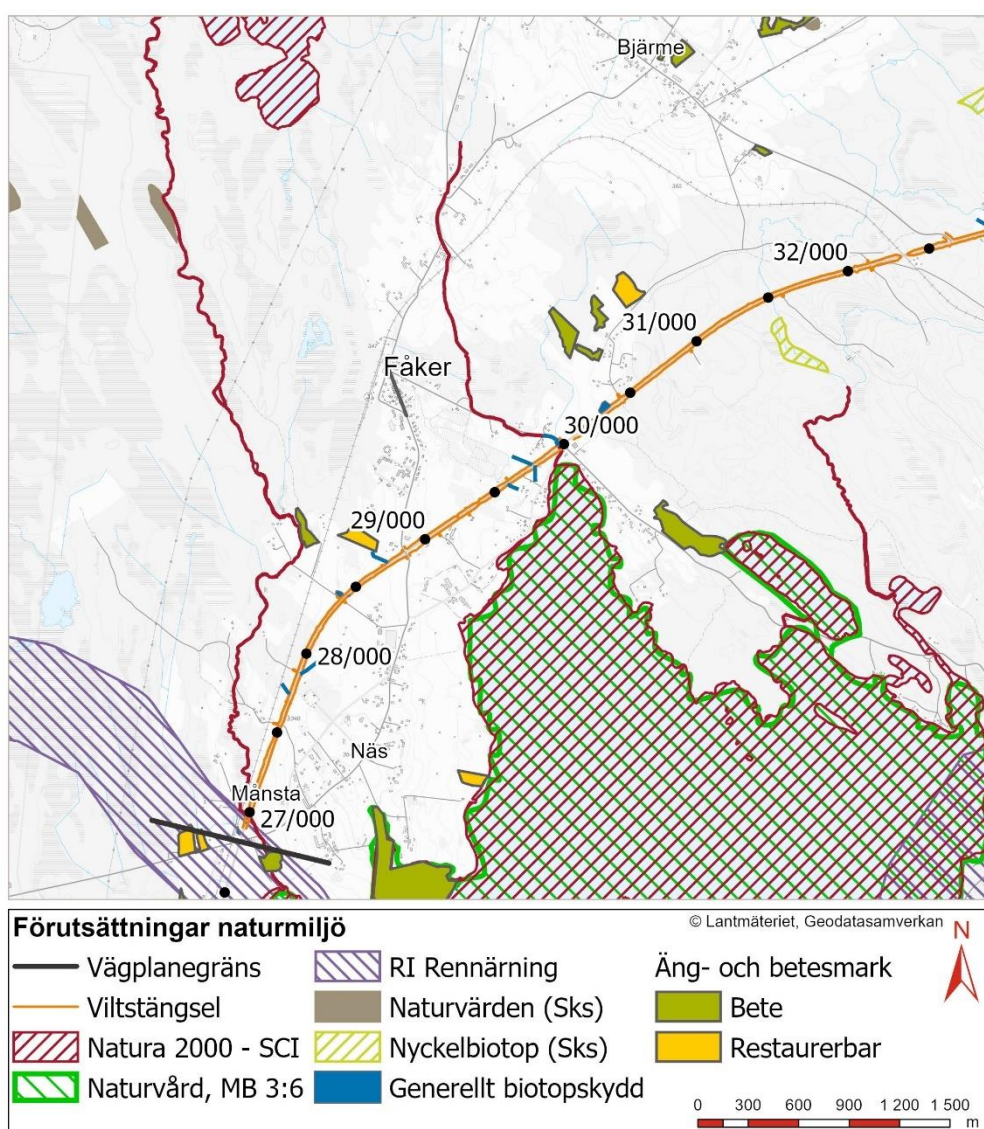 Bjärme
32/000
31/000
Fåker
30/000
29/000
28/000
Näs
Månsta
27/000
Förutsättningar naturmiljö
© Lantmäteriet, Geodatasamverkan
N
Vägplanegräns
RI Rennärning
Äng- och betesmark
Viltstängsel
Naturvärden (Sks)
Bete
Natura 2000 - SCI
Nyckelbiotop (Sks)
Restaurerbar
Naturvård, MB 3:6
Generellt biotopskydd
0 300 600 900 1 200 1 500
m